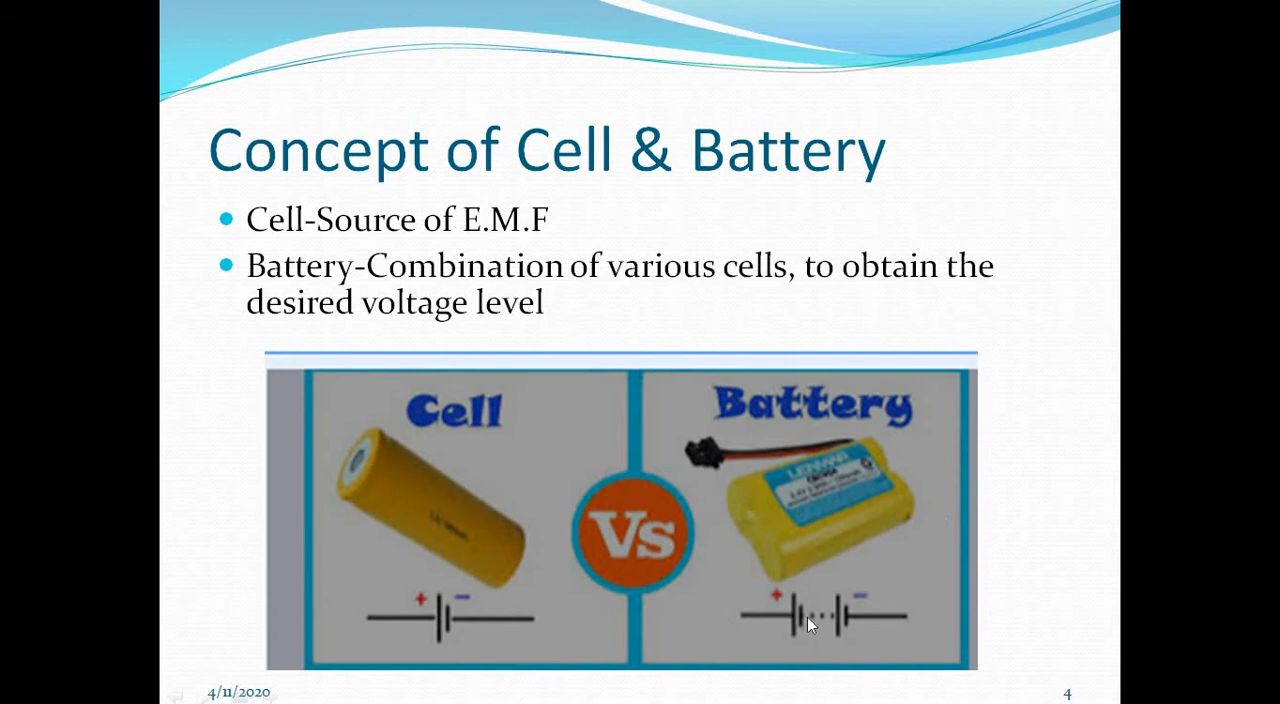 Concept of Cell & Battery
Cell-Source of E.M.F
Battery-Combination of various cells, to obtain the
desired voltage level
Cell
Battery
LENMAR
Vs
+ –
+ –
4/11/2020
4